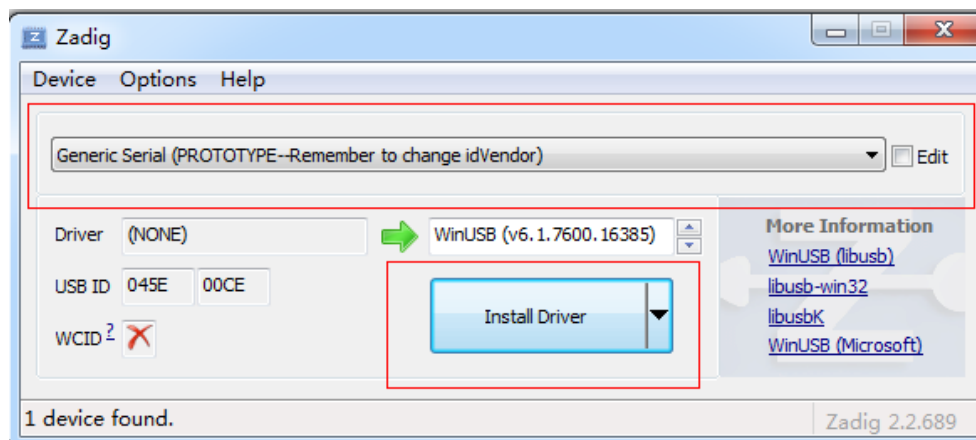 Zadig
Device Options Help
Generic Serial (PROTOTYPE--Remember to change idVendor)
Edit
Driver (NONE) WinUSB (v6.1.7600.16385)
USB ID 045E 00CE
WCID ?
Install Driver
More Information
WinUSB (libusb)
libusb-win32
libusbK
WinUSB (Microsoft)
1 device found.
Zadig 2.2.689